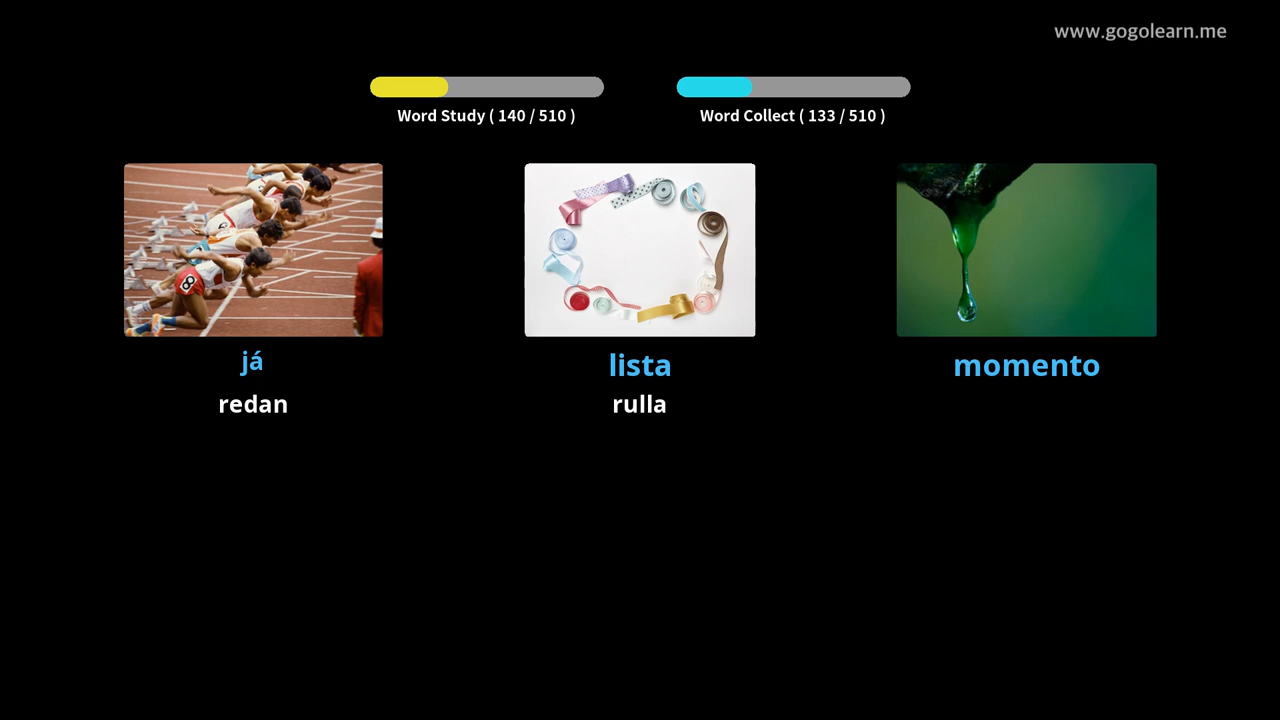 www.gogolearn.me
Word Study ( 140 / 510 )
Word Collect ( 133 / 510 )
já
lista
momento
redan
rulla